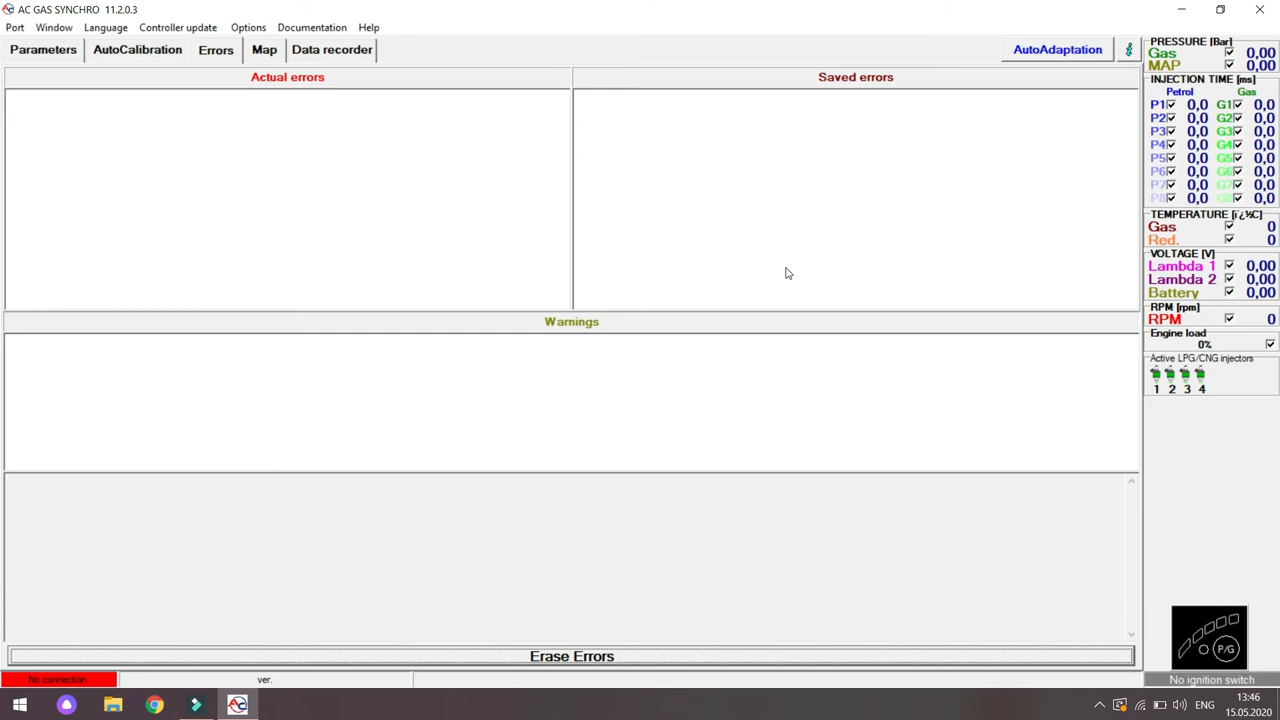 AC GAS SYNCHRO 11.2.0.3
Port Window Language Controller update Options Documentation Help
Parameters AutoCalibration Errors Map Data recorder AutoAdaptation
Actual errors
Saved errors
Warnings
Erase Errors
No connection ver.
PRESSURE [Bar]
Gas 0,00
MAP 0,00
INJECTION TIME [ms]
Petrol Gas
P1 0,0 G1 0,0
P2 0,0 G2 0,0
P3 0,0 G3 0,0
P4 0,0 G4 0,0
P5 0,0 G5 0,0
P6 0,0 G6 0,0
P7 0,0 G7 0,0
P8 0,0 G8 0,0
TEMPERATURE [ï¿½C]
Gas 0
Red. 0
VOLTAGE [V]
Lambda 1 0,00
Lambda 2 0,00
Battery 0,00
RPM [rpm]
RPM 0
Engine load
0%
Active LPG/CNG injectors
1 2 3 4
P/G
No ignition switch
AC
ENG
13:46
15.05.2020